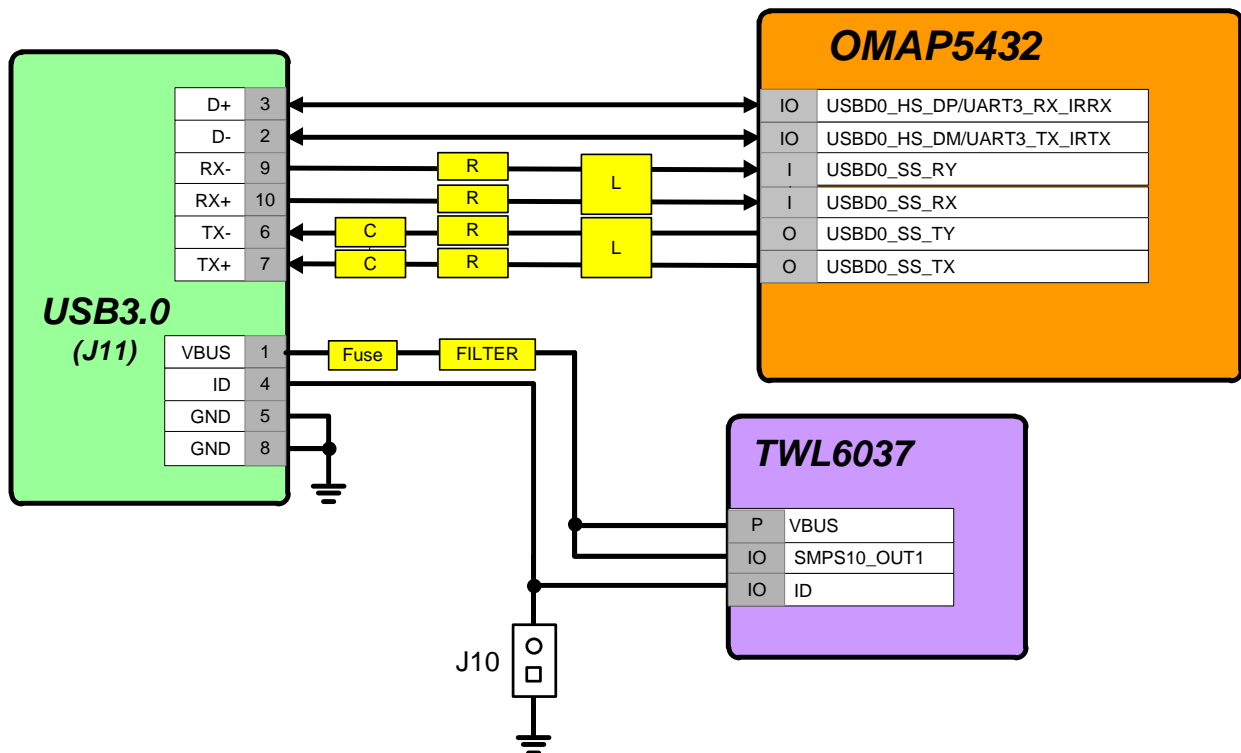 OMAP5432
D+ 3
D- 2
RX- 9
RX+ 10
TX- 6
TX+ 7
USB3.0
(J11)
VBUS 1
ID 4
GND 5
GND 8
R
R
C R
C R
L
L
Fuse
FILTER
IO USBD0_HS_DP/UART3_RX_IRRX
IO USBD0_HS_DM/UART3_TX_IRTX
I USBD0_SS_RY
I USBD0_SS_RX
O USBD0_SS_TY
O USBD0_SS_TX
TWL6037
P VBUS
IO SMPS10_OUT1
IO ID
J10